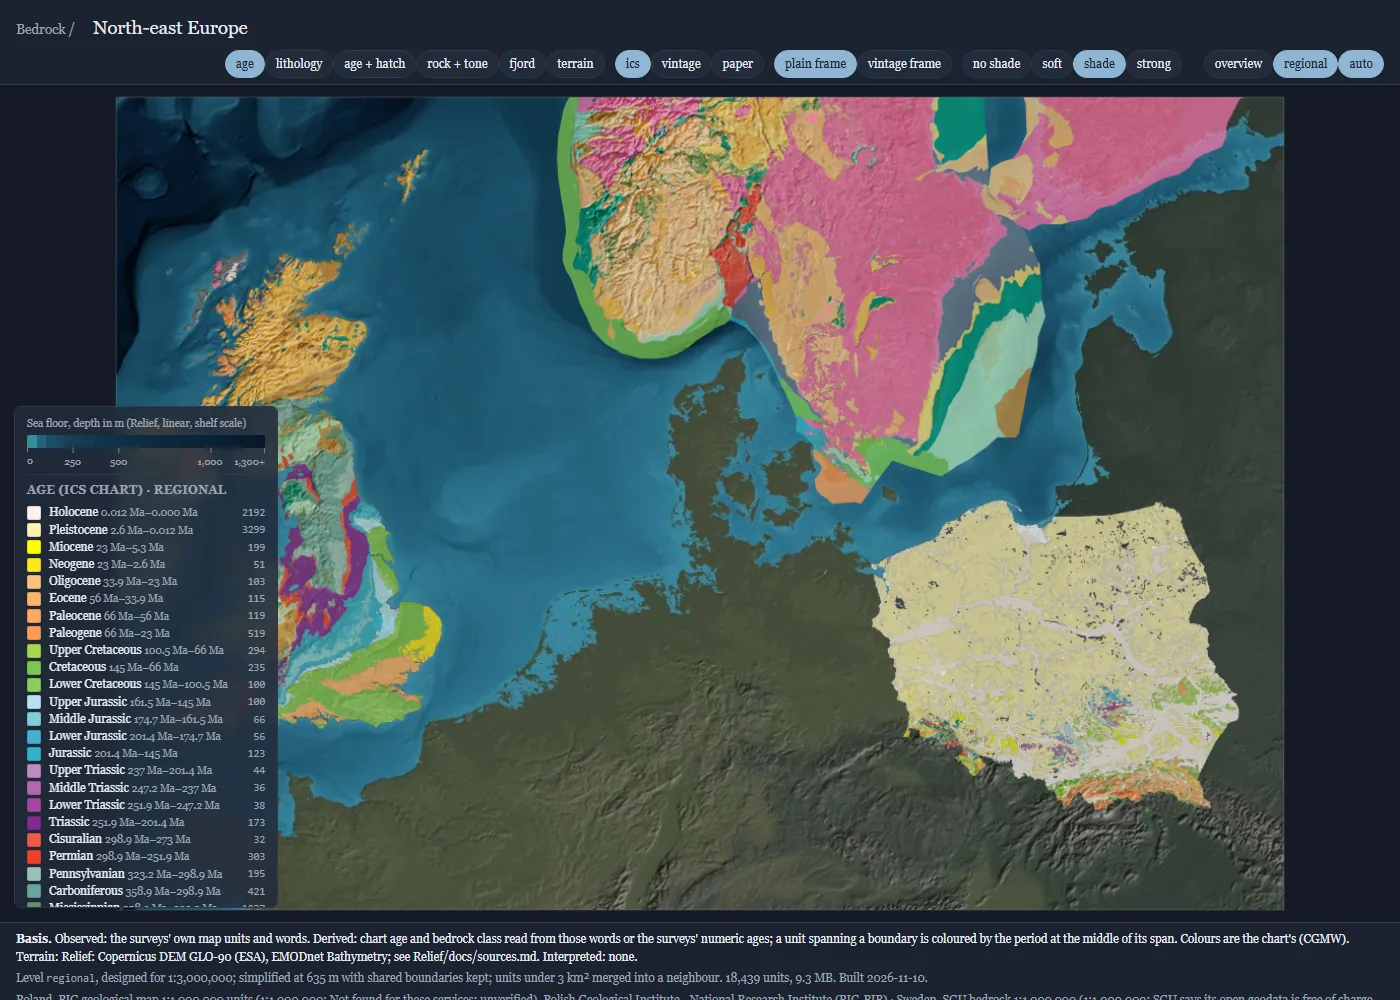 Bedrock / North-east Europe
age lithology age + hatch rock + tone fjord terrain ics vintage paper plain frame vintage frame no shade soft shade strong overview regional auto
Sea floor, depth in m (Relief, linear, shelf scale)
0 250 500 1,000 1,300+
AGE (ICS CHART) · REGIONAL
Holocene 0.012 Ma–0.000 Ma 2192
Pleistocene 2.6 Ma–0.012 Ma 3299
Miocene 23 Ma–5.3 Ma 199
Neogene 23 Ma–2.6 Ma 51
Oligocene 33.9 Ma–23 Ma 103
Eocene 56 Ma–33.9 Ma 115
Paleocene 66 Ma–56 Ma 119
Paleogene 66 Ma–23 Ma 519
Upper Cretaceous 100.5 Ma–66 Ma 294
Cretaceous 145 Ma–66 Ma 235
Lower Cretaceous 145 Ma–100.5 Ma 100
Upper Jurassic 161.5 Ma–145 Ma 100
Middle Jurassic 174.7 Ma–161.5 Ma 66
Lower Jurassic 201.4 Ma–174.7 Ma 56
Jurassic 201.4 Ma–145 Ma 123
Upper Triassic 237 Ma–201.4 Ma 44
Middle Triassic 247.2 Ma–237 Ma 36
Lower Triassic 251.9 Ma–247.2 Ma 38
Triassic 251.9 Ma–201.4 Ma 173
Cisuralian 298.9 Ma–273 Ma 32
Permian 298.9 Ma–251.9 Ma 303
Pennsylvanian 323.2 Ma–298.9 Ma 195
Carboniferous 358.9 Ma–298.9 Ma 421
Basis. Observed: the surveys' own map units and words. Derived: chart age and bedrock class read from those words or the surveys' numeric ages; a unit spanning a boundary is coloured by the period at the middle of its span. Colours are the chart's (CGMW).
Terrain: Relief: Copernicus DEM GLO-90 (ESA), EMODnet Bathymetry; see Relief/docs/sources.md. Interpreted: none.
Level regional, designed for 1:3,000,000; simplified at 635 m with shared boundaries kept; units under 3 km² merged into a neighbour. 18,439 units, 9.3 MB. Built 2026-11-10.